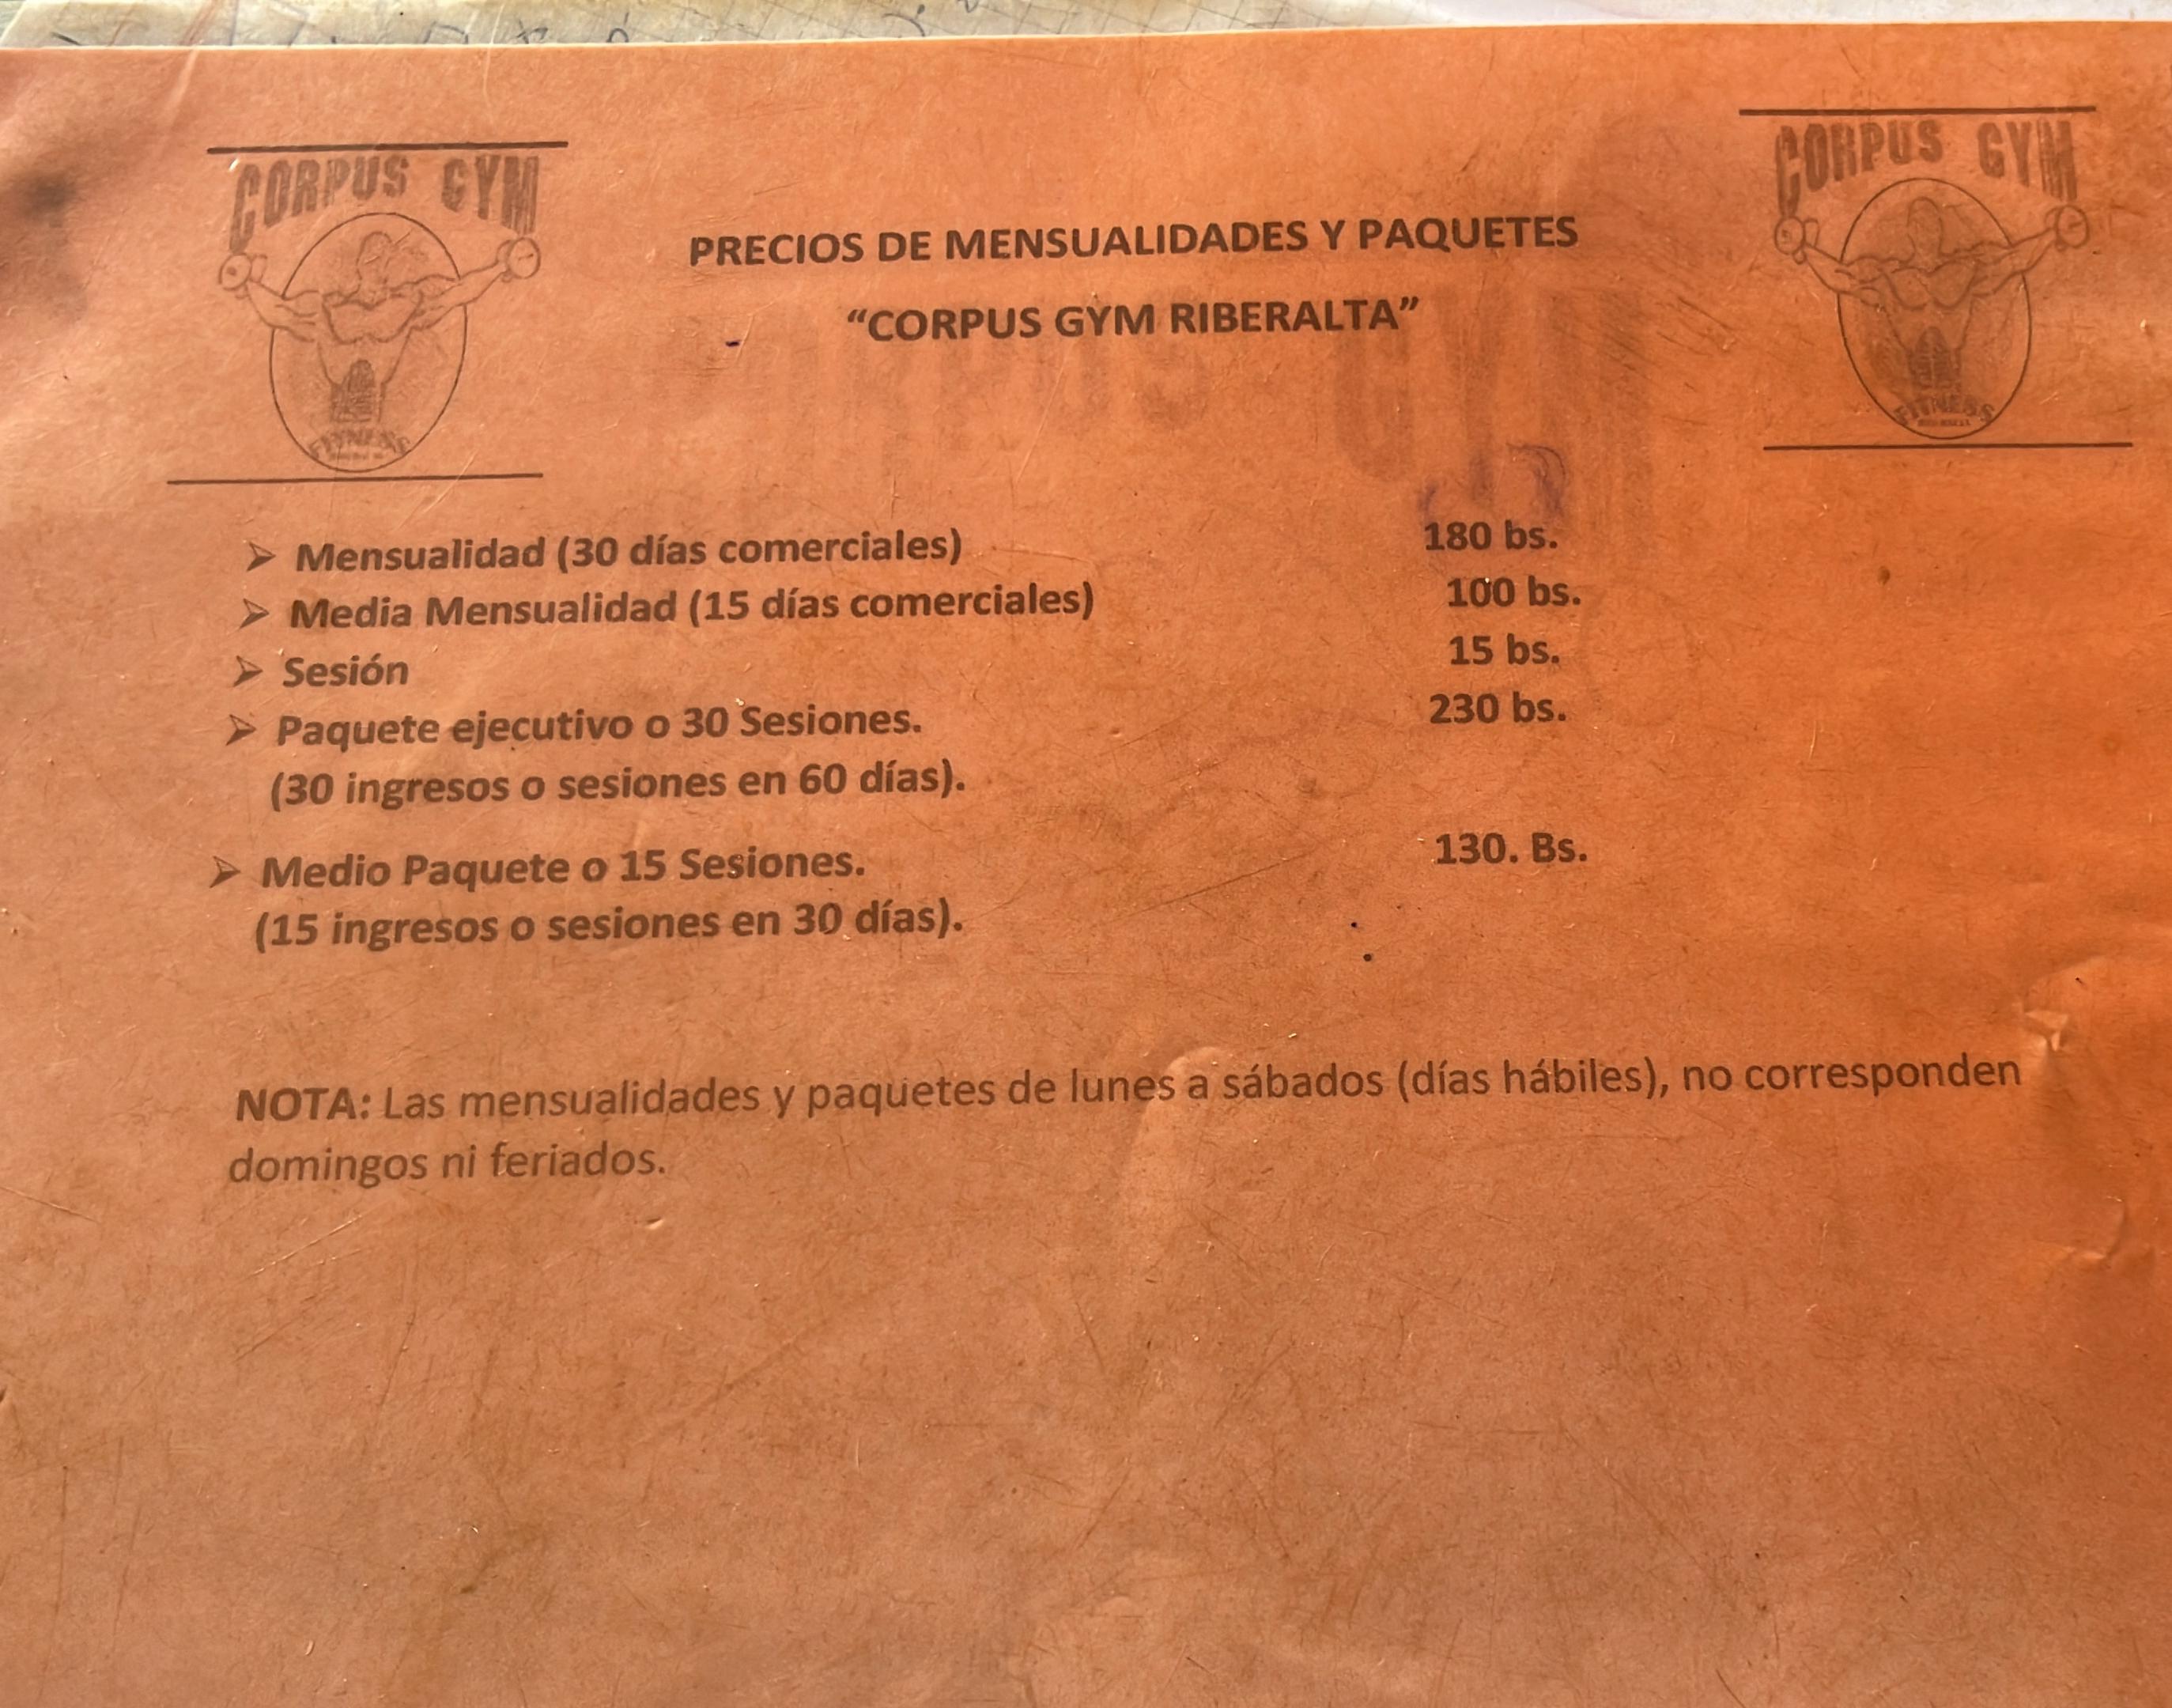 CORPUS GYM
FITNESS
CORPUS GYM
FITNESS
PRECIOS DE MENSUALIDADES Y PAQUETES
“CORPUS GYM RIBERALTA”
➢ Mensualidad (30 días comerciales) 180 bs.
➢ Media Mensualidad (15 días comerciales) 100 bs.
➢ Sesión 15 bs.
➢ Paquete ejecutivo o 30 Sesiones. 230 bs.
(30 ingresos o sesiones en 60 días).
➢ Medio Paquete o 15 Sesiones. 130. Bs.
(15 ingresos o sesiones en 30 días).
NOTA: Las mensualidades y paquetes de lunes a sábados (días hábiles), no corresponden
domingos ni feriados.